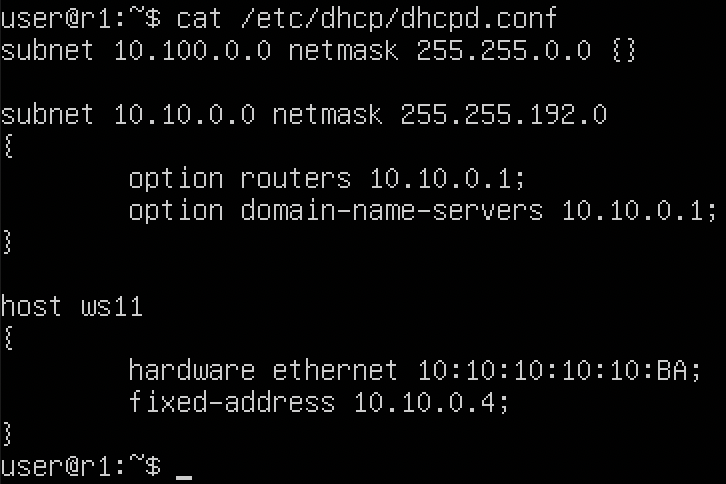 user@r1:~$ cat /etc/dhcp/dhcpd.conf
subnet 10.100.0.0 netmask 255.255.0.0 {}
subnet 10.10.0.0 netmask 255.255.192.0
{
option routers 10.10.0.1;
option domain-name-servers 10.10.0.1;
}
host ws11
{
hardware ethernet 10:10:10:10:10:BA;
fixed-address 10.10.0.4;
}
user@r1:~$ _